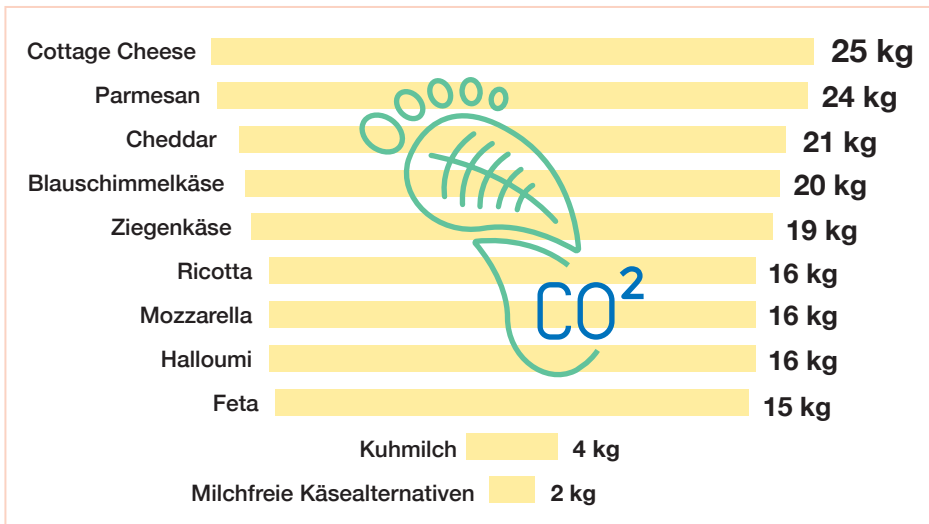 Cottage Cheese 25 kg
Parmesan 24 kg
Cheddar 21 kg
Blauschimmelkäse 20 kg
Ziegenkäse 19 kg
Ricotta 16 kg
CO²
Mozzarella 16 kg
Halloumi 16 kg
Feta 15 kg
Kuhmilch 4 kg
Milchfreie Käsealternativen 2 kg